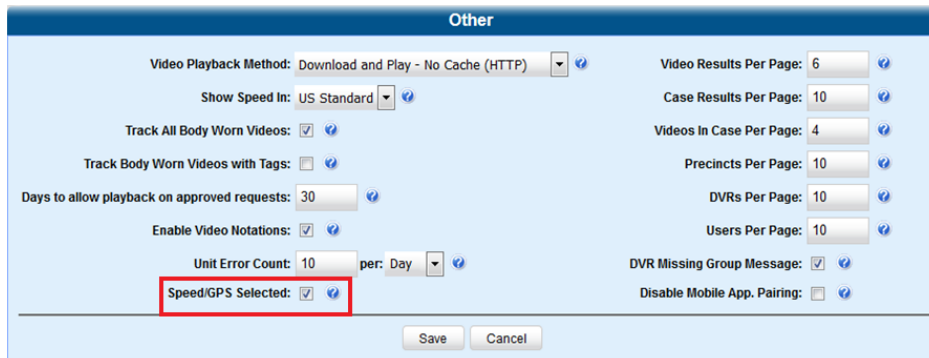 Other
Video Playback Method: Download and Play - No Cache (HTTP)
Video Results Per Page: 6
Show Speed In: US Standard
Case Results Per Page: 10
Track All Body Worn Videos:
Videos In Case Per Page: 4
Track Body Worn Videos with Tags:
Precincts Per Page: 10
Days to allow playback on approved requests: 30
DVRs Per Page: 10
Enable Video Notations:
Users Per Page: 10
Unit Error Count: 10 per: Day
DVR Missing Group Message:
Speed/GPS Selected:
Disable Mobile App. Pairing:
Save Cancel